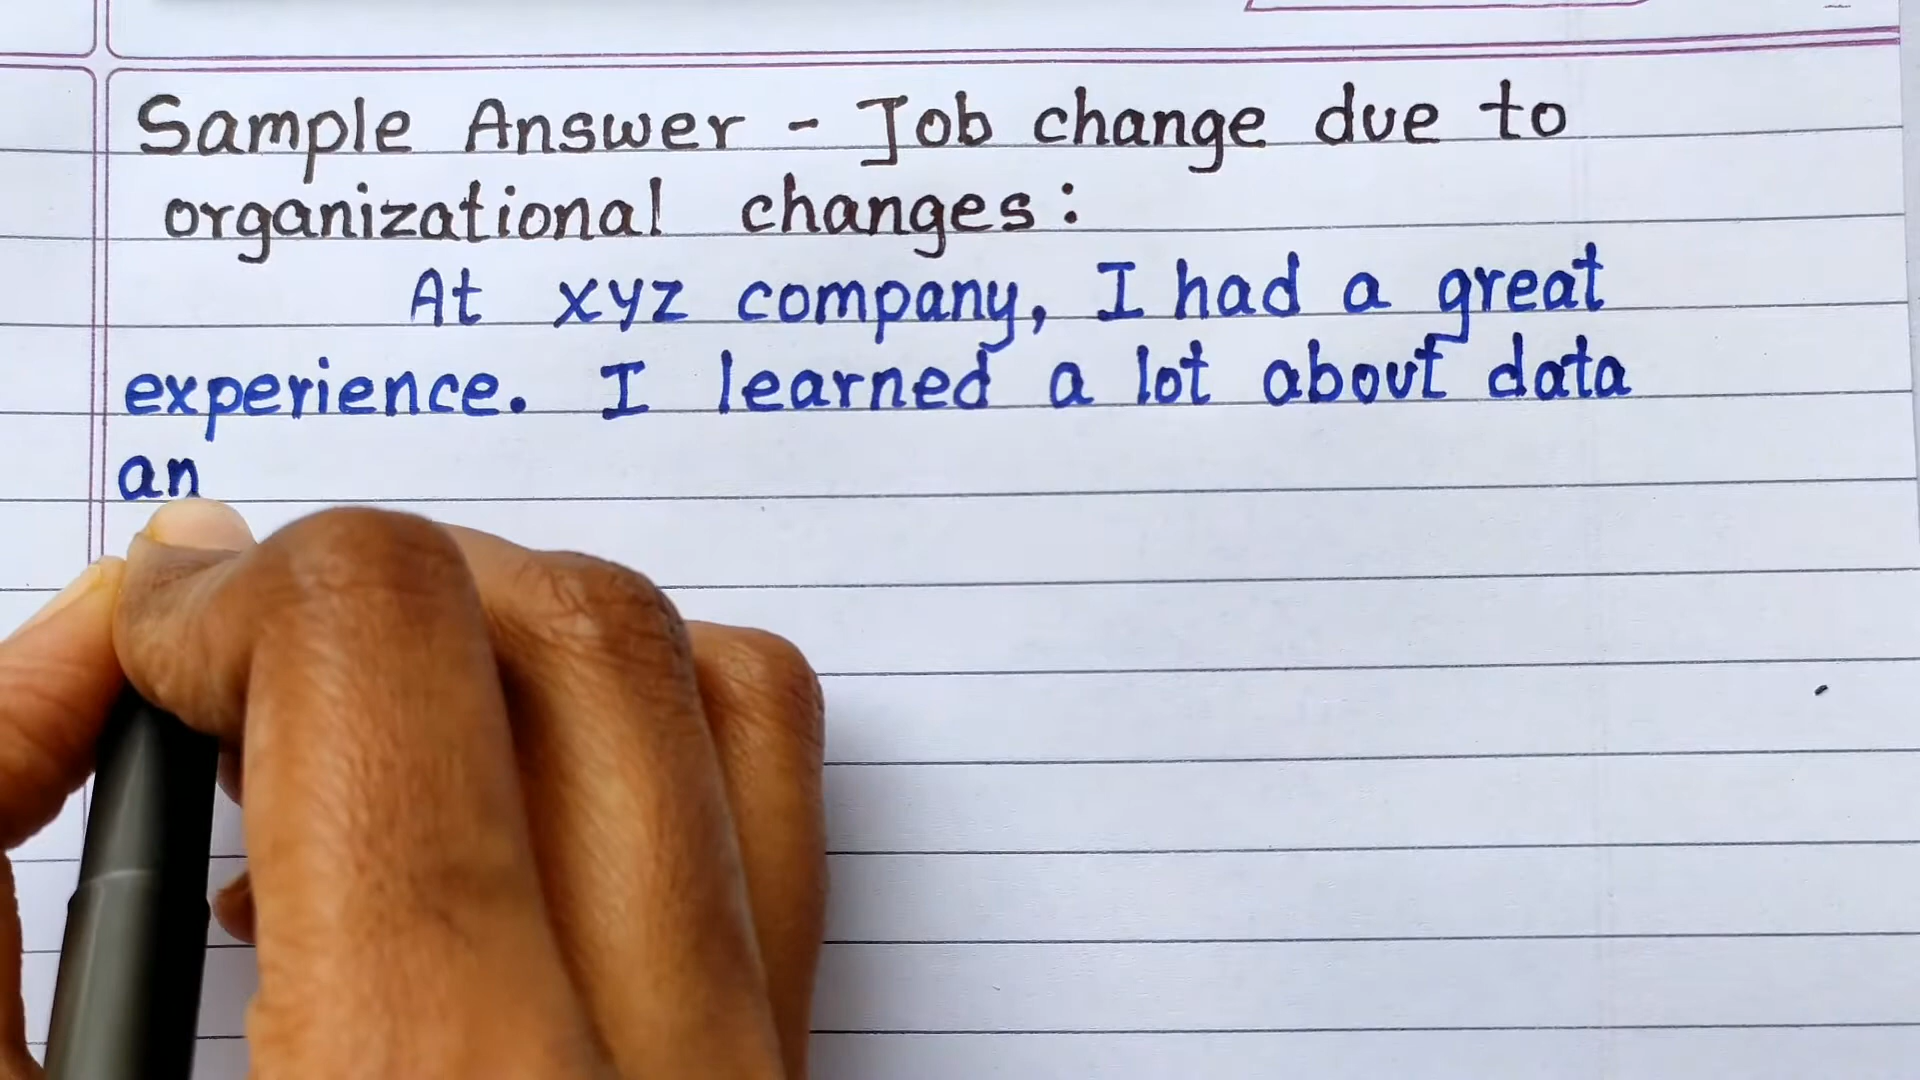 Sample Answer - Job change due to
organizational changes:
At xyz company, I had a great
experience. I learned a lot about data
an